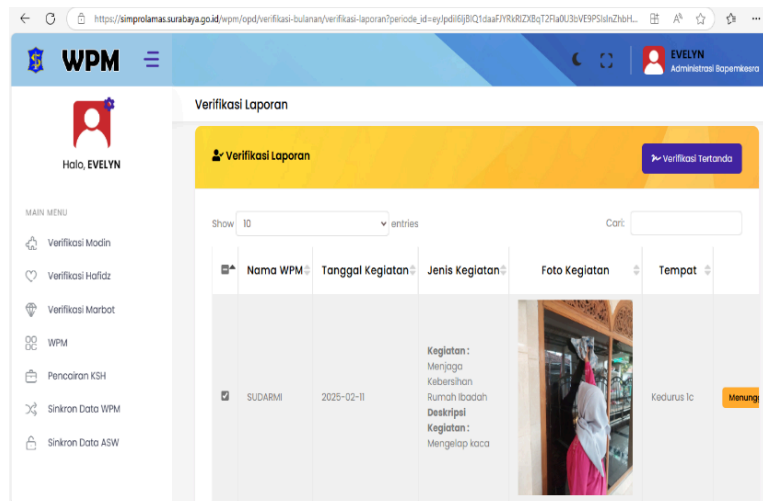 https://simprolamas.surabaya.go.id/wpm/opd/verifikasi-bulanan/verifikasi-laporan?periode_
WPM
EVELYN
Administrasi Bapemkesra
Halo, EVELYN
MAIN MENU
Verifikasi Modin
Verifikasi Hafidz
Verifikasi Marbot
WPM
Pencairan KSH
Sinkron Data WPM
Sinkron Data ASW
Verifikasi Laporan
Verifikasi Laporan
Verifikasi Tertanda
Show 10 entries
Cari:
Nama WPM Tanggal Kegiatan Jenis Kegiatan Foto Kegiatan Tempat
SUDARMI 2025-02-11
Kegiatan :
Menjaga
Kebersihan
Rumah Ibadah
Deskripsi
Kegiatan :
Mengelap kaca
Kedurus 1c
Menungg